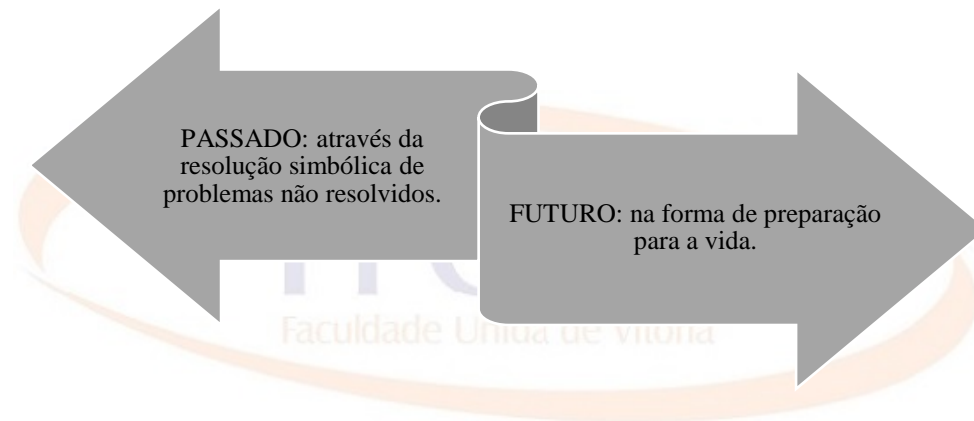 PASSADO: através da
resolução simbólica de
problemas não resolvidos.
FUTURO: na forma de preparação
para a vida.
Faculdade Unida de Vitória